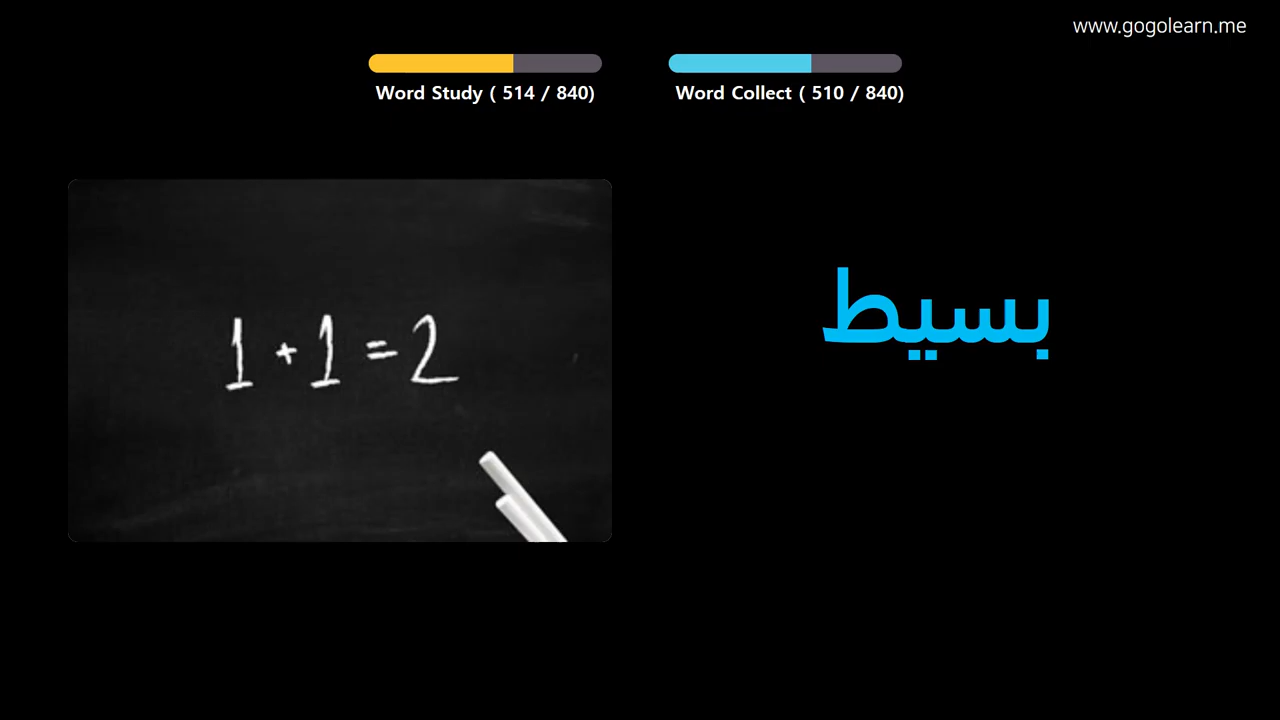 www.gogolearn.me
Word Study ( 514 / 840)
Word Collect ( 510 / 840)
1 + 1 = 2
بسيط